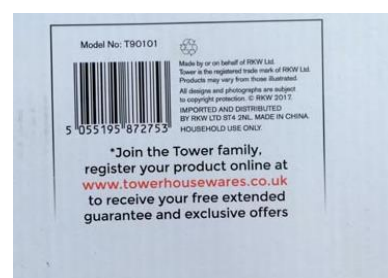 Model No: T90101
Made by or on behalf of RKW Ltd.
Tower is the registered trade mark of RKW Ltd.
Products may vary from those illustrated.
All designs and photographs are subject
to copyright protection. © RKW 2017.
IMPORTED AND DISTRIBUTED
BY RKW LTD ST4 2NL. MADE IN CHINA.
HOUSEHOLD USE ONLY.
5 055195 872753
*Join the Tower family,
register your product online at
www.towerhousewares.co.uk
to receive your free extended
guarantee and exclusive offers